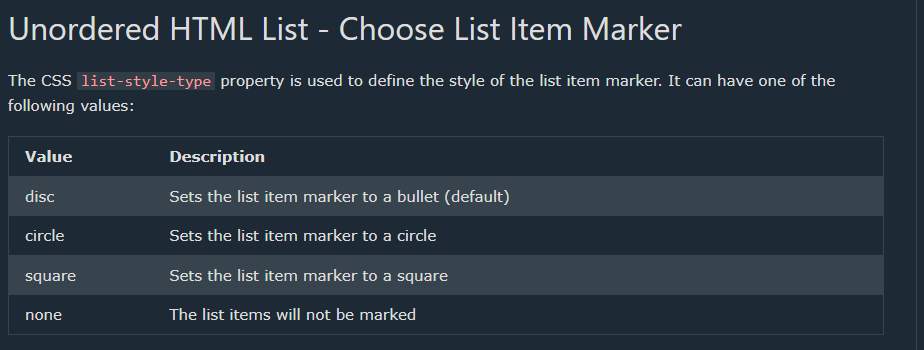 Unordered HTML List - Choose List Item Marker
The CSS list-style-type property is used to define the style of the list item marker. It can have one of the
following values:
Value Description
disc Sets the list item marker to a bullet (default)
circle Sets the list item marker to a circle
square Sets the list item marker to a square
none The list items will not be marked